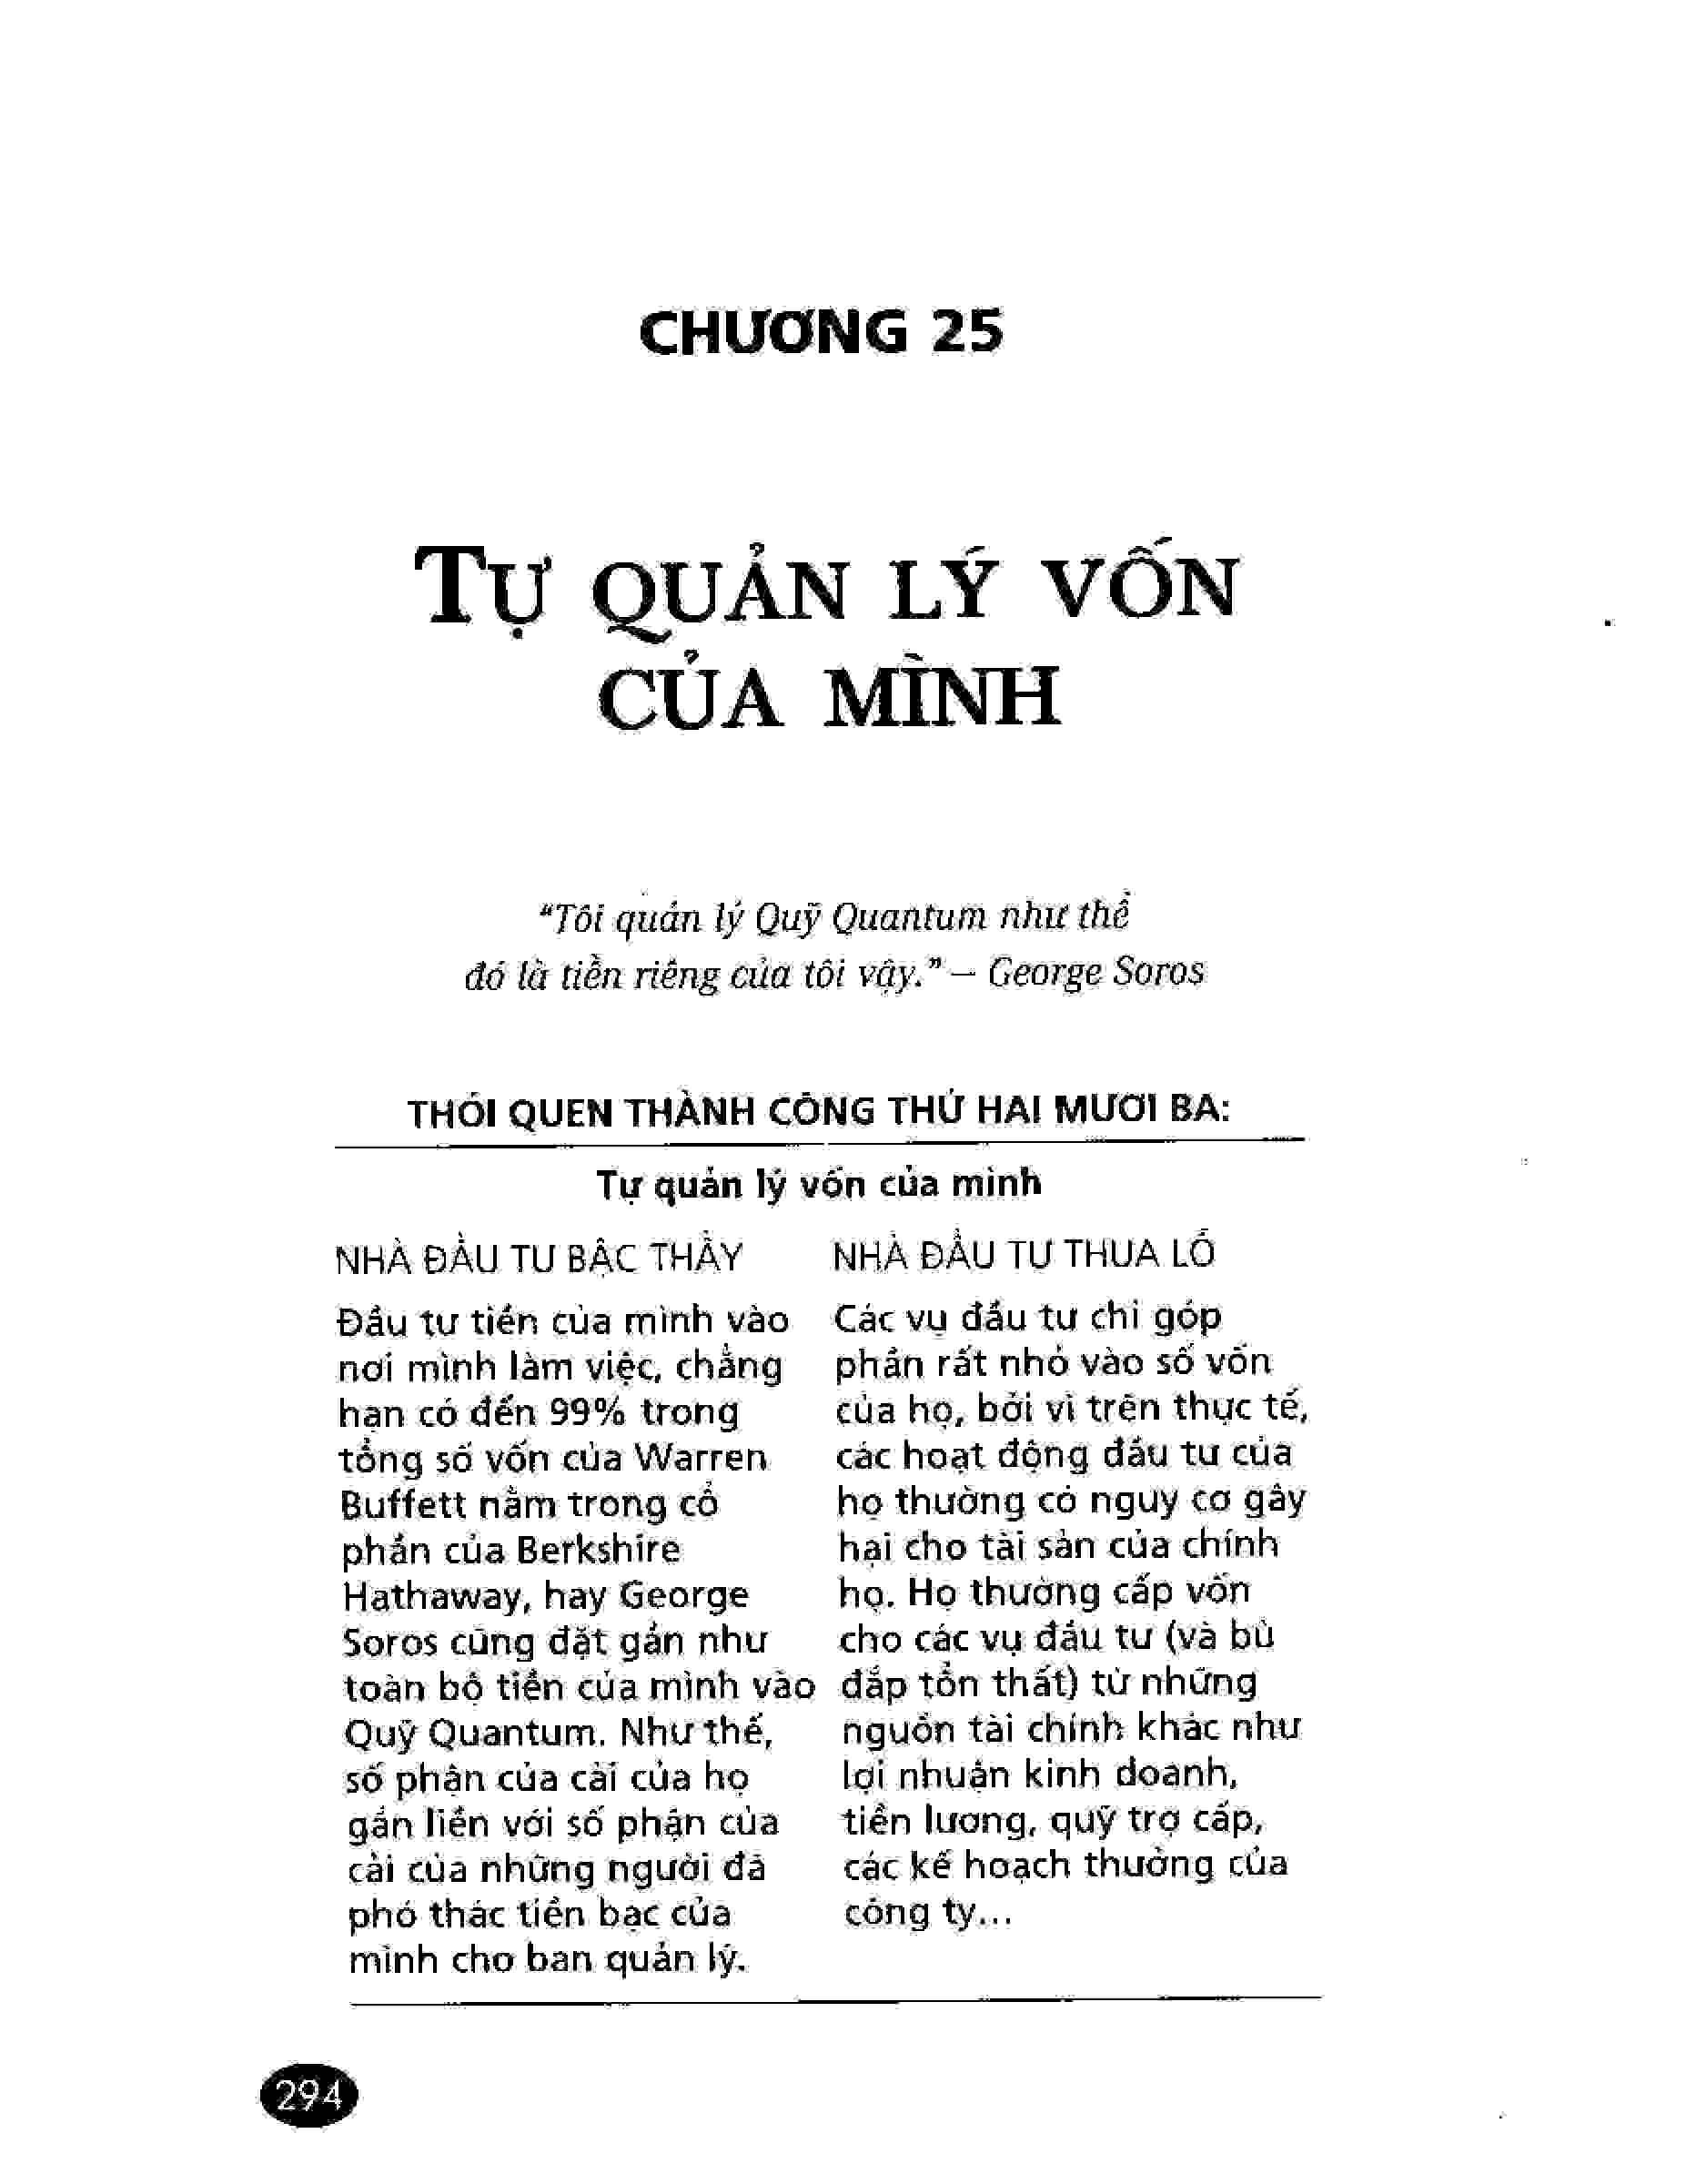 CHƯƠNG 25
TỰ QUẢN LÝ VỐN
CỦA MÌNH
“Tôi quản lý Quỹ Quantum như thể
đó là tiền riêng của tôi vậy.” – George Soros
THÓI QUEN THÀNH CÔNG THỨ HAI MƯƠI BA:
Tự quản lý vốn của mình
NHÀ ĐẦU TƯ BẬC THẦY
Đầu tư tiền của mình vào
nơi mình làm việc, chẳng
hạn có đến 99% trong
tổng số vốn của Warren
Buffett nằm trong cổ
phần của Berkshire
Hathaway, hay George
Soros cũng đặt gần như
toàn bộ tiền của mình vào
Quỹ Quantum. Như thế,
số phận của cải của họ
gắn liền với số phận của
cải của những người đã
phó thác tiền bạc của
mình cho ban quản lý.
NHÀ ĐẦU TƯ THUA LỖ
Các vụ đầu tư chỉ góp
phần rất nhỏ vào số vốn
của họ, bởi vì trên thực tế,
các hoạt động đầu tư của
họ thường có nguy cơ gây
hại cho tài sản của chính
họ. Họ thường cấp vốn
cho các vụ đầu tư (và bù
đắp tổn thất) từ những
nguồn tài chính khác như
lợi nhuận kinh doanh,
tiền lương, quỹ trợ cấp,
các kế hoạch thưởng của
công ty...
294